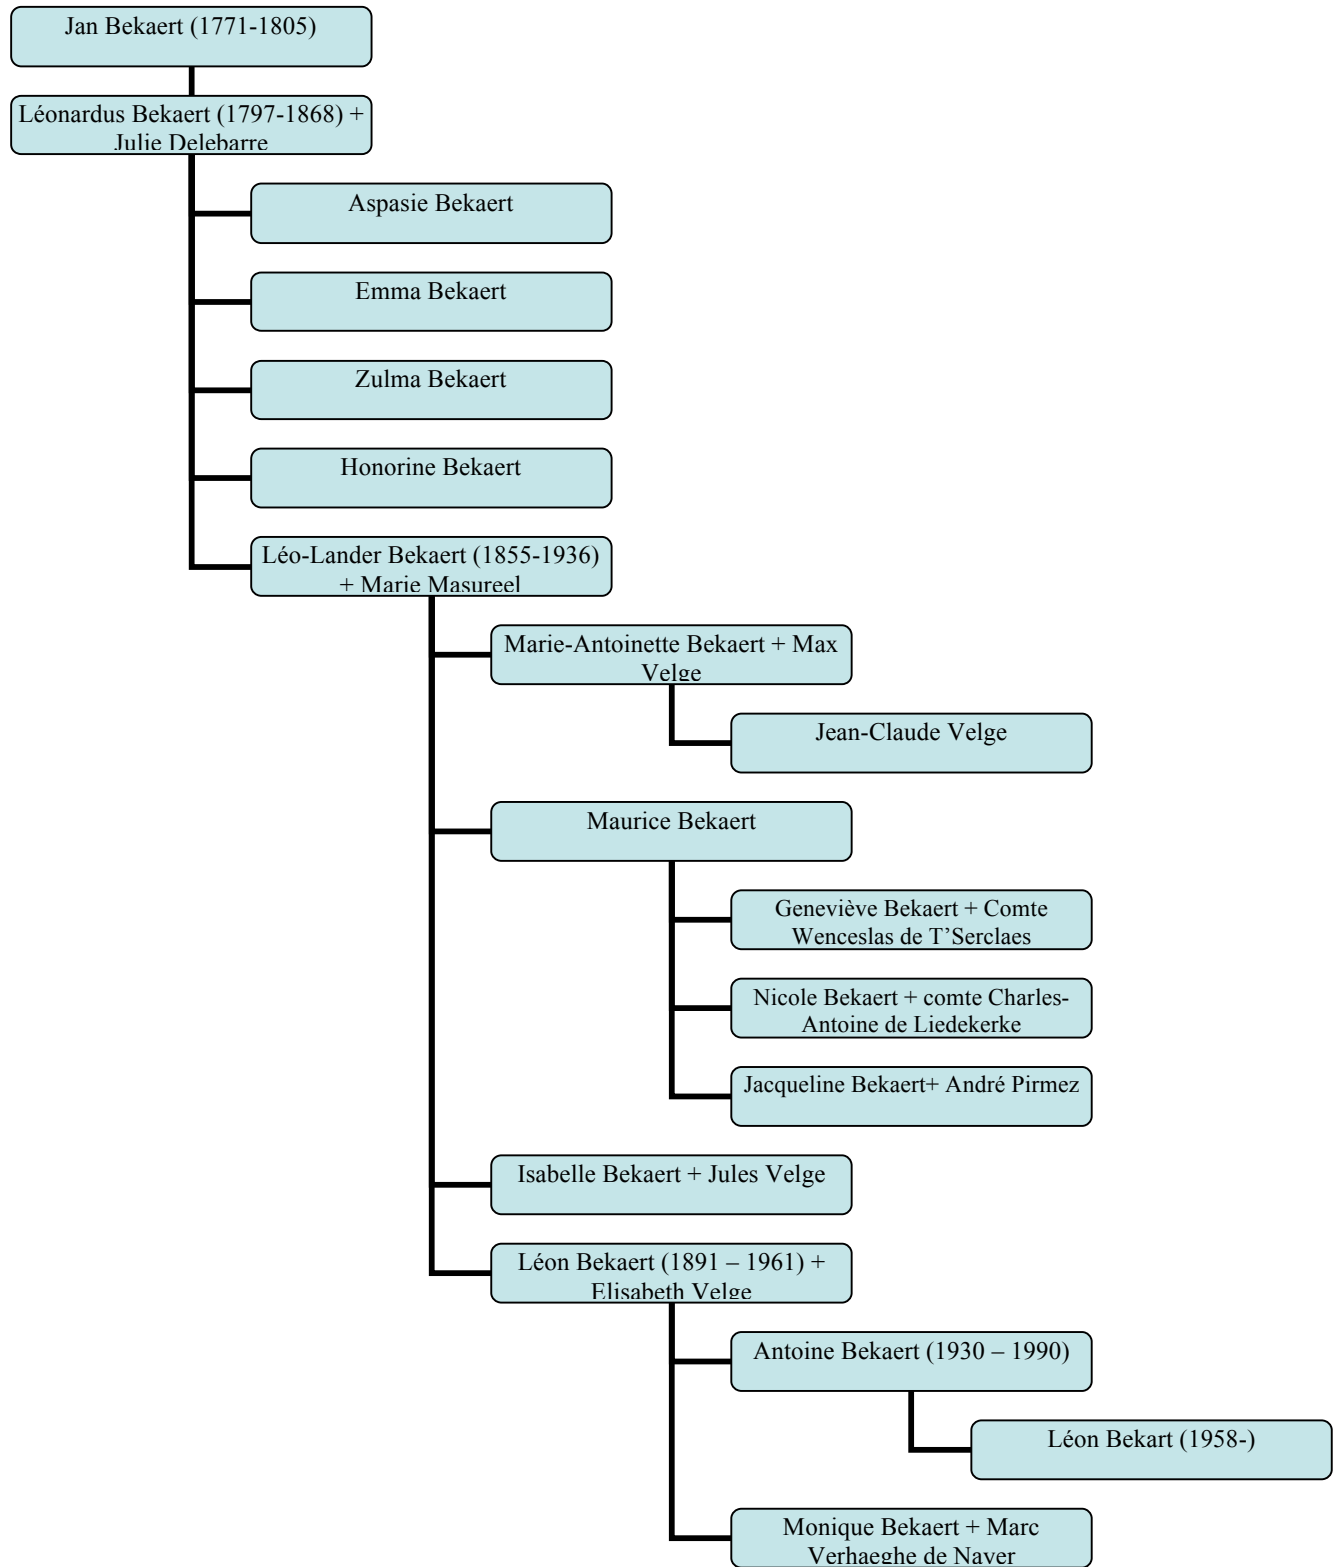 Jan Bekaert (1771-1805)
Léonardus Bekaert (1797-1868) +
Julie Delebarre
Aspasie Bekaert
Emma Bekaert
Zulma Bekaert
Honorine Bekaert
Léo-Lander Bekaert (1855-1936)
+ Marie Masureel
Marie-Antoinette Bekaert + Max
Velge
Jean-Claude Velge
Maurice Bekaert
Geneviève Bekaert + Comte
Wenceslas de T’Serclaes
Nicole Bekaert + comte Charles-
Antoine de Liedekerke
Jacqueline Bekaert+ André Pirmez
Isabelle Bekaert + Jules Velge
Léon Bekaert (1891 – 1961) +
Elisabeth Velge
Antoine Bekaert (1930 – 1990)
Léon Bekart (1958-)
Monique Bekaert + Marc
Verhaeghe de Nayer